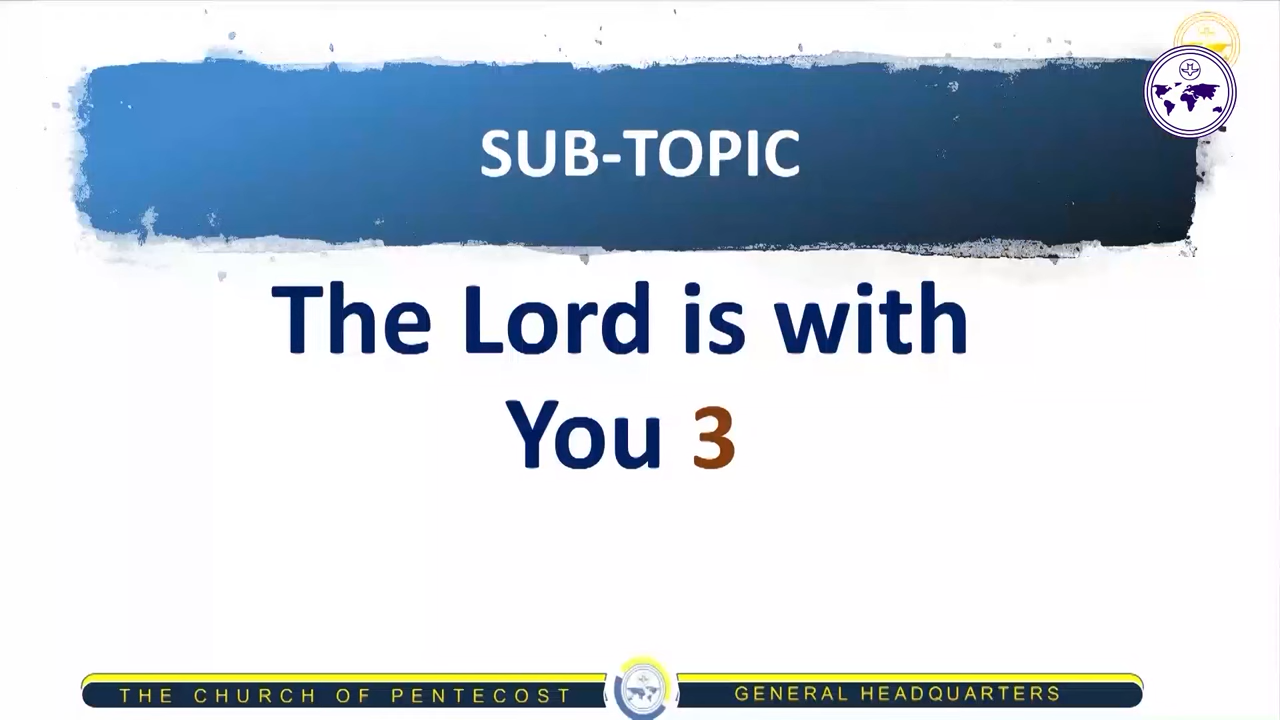 SUB-TOPIC
The Lord is with
You 3
THE CHURCH OF PENTECOST
GENERAL HEADQUARTERS